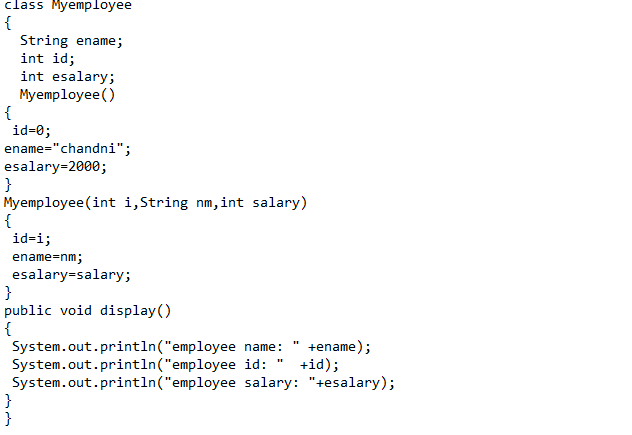 class Myemployee
{
  String ename;
  int id;
  int esalary;
  Myemployee()
{
 id=0;
ename="chandni";
esalary=2000;
}
Myemployee(int i,String nm,int salary)
{
 id=i;
 ename=nm;
 esalary=salary;
}
public void display()
{
 System.out.println("employee name: " +ename);
 System.out.println("employee id: "  +id);
 System.out.println("employee salary: "+esalary);
}
}